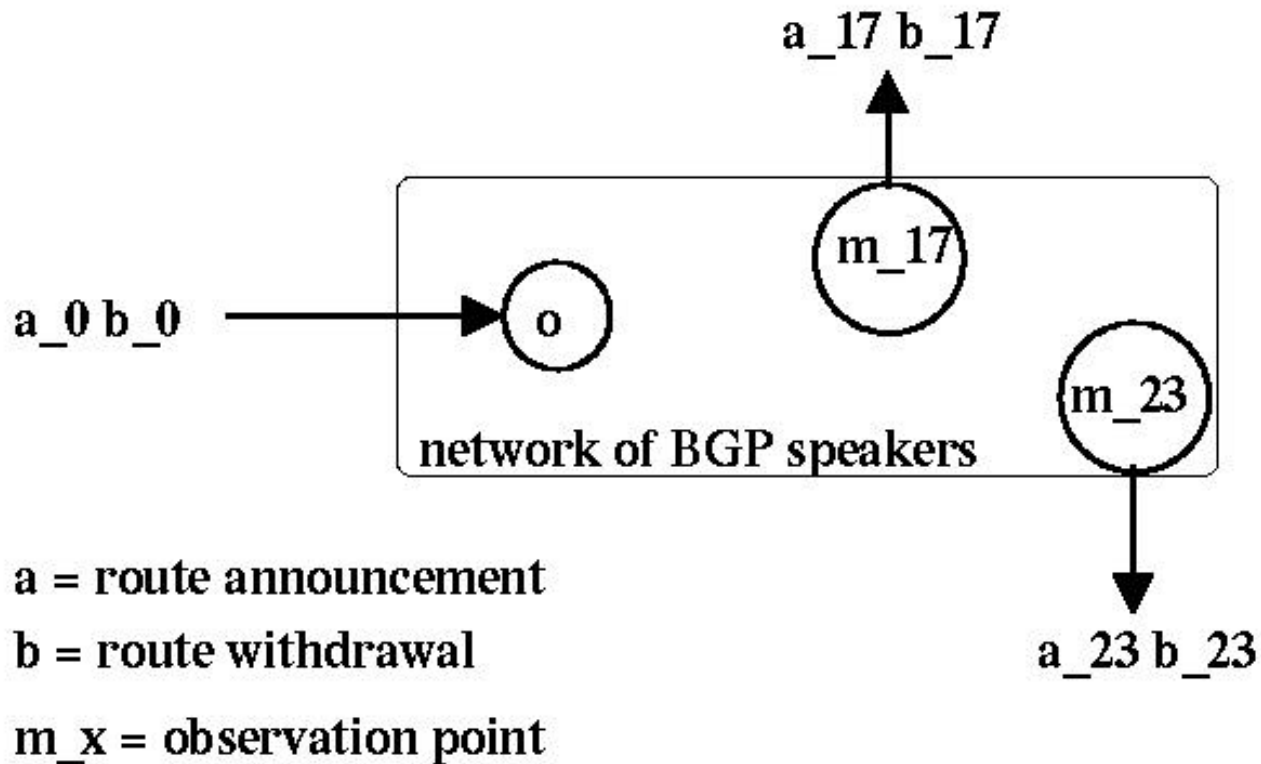 a_17 b_17
m_17
a_0 b_0
o
m_23
network of BGP speakers
a = route announcement
b = route withdrawal
a_23 b_23
m_x = observation point